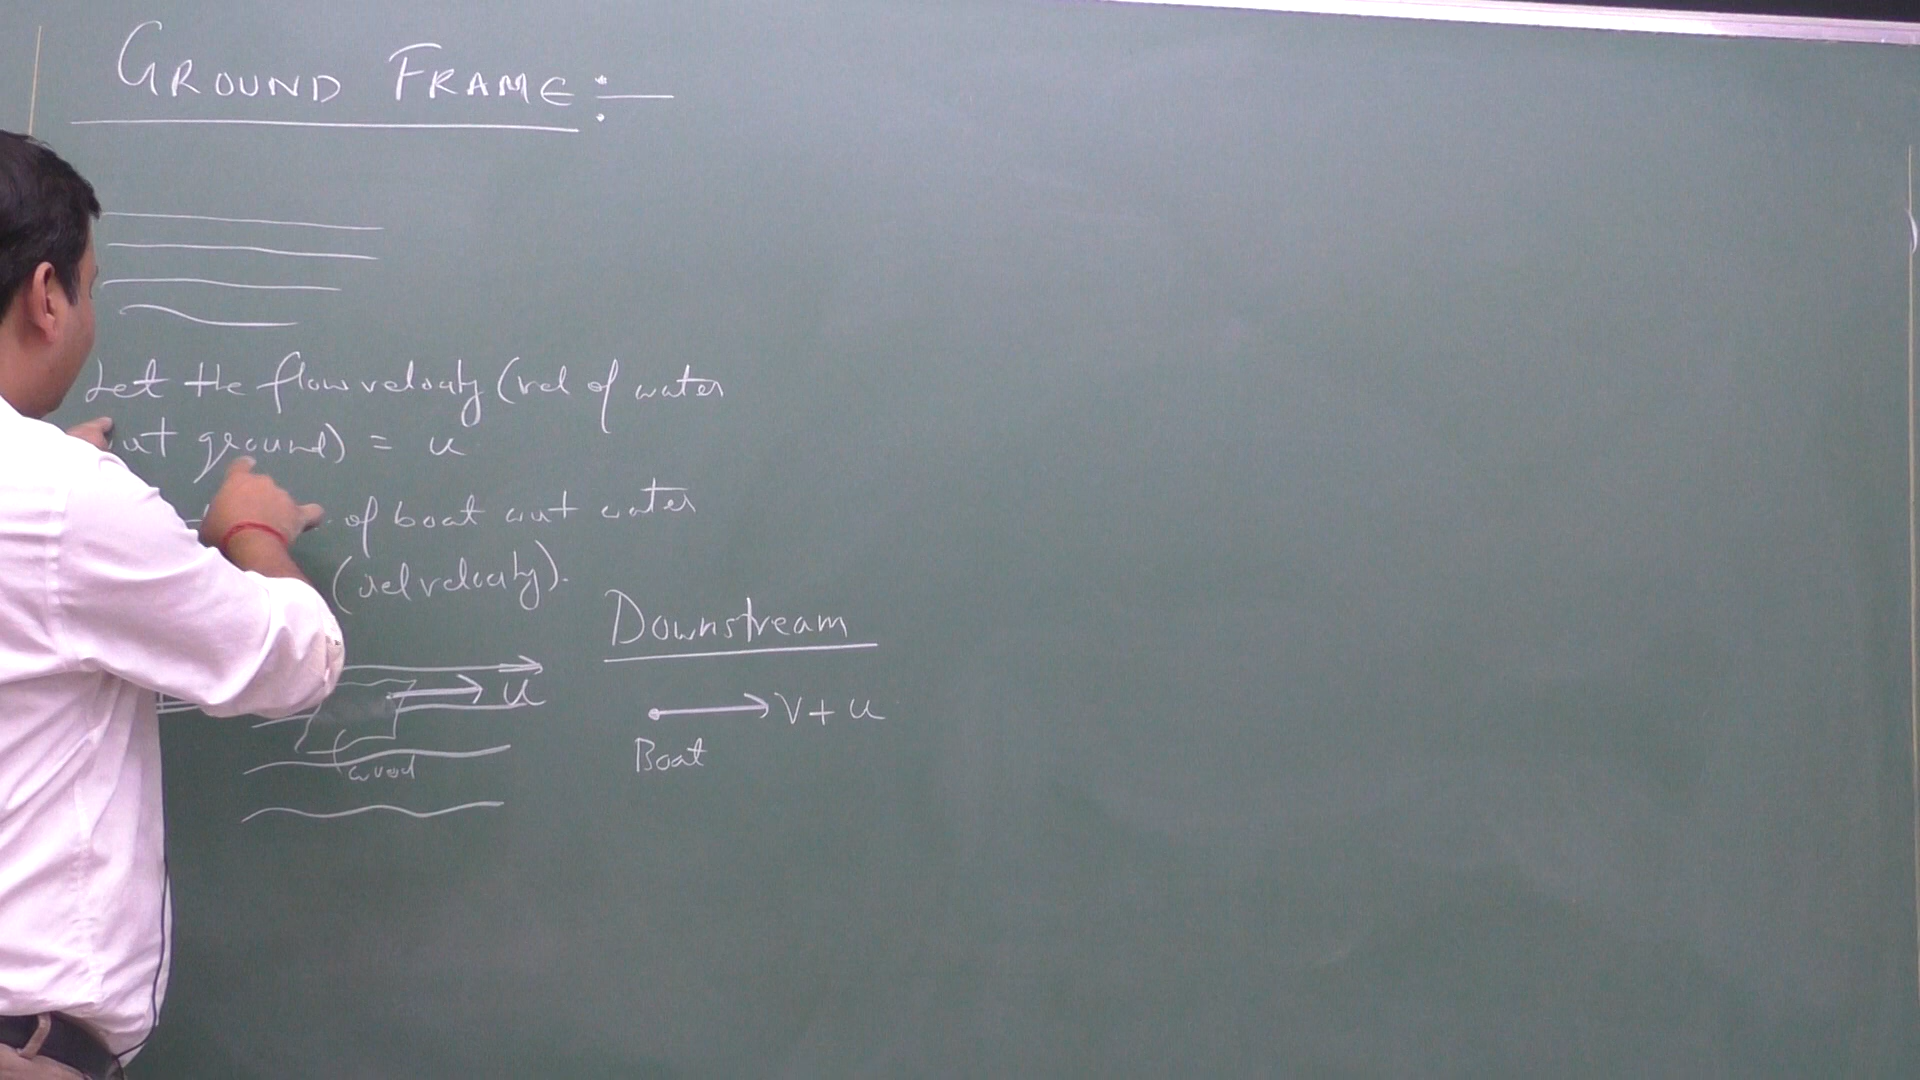 GROUND FRAME :—
Let the flow velocity (vel of water
wrt ground) = u
of boat wrt water
(rel velocity).
Downstream
u
V + u
Boat
wood